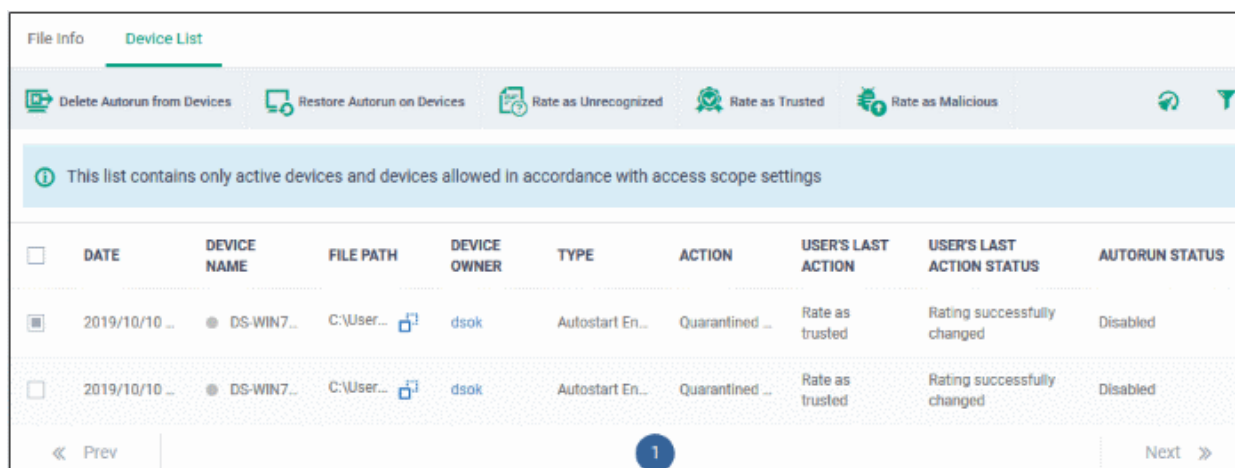 File Info Device List
Delete Autorun from Devices Restore Autorun on Devices Rate as Unrecognized Rate as Trusted Rate as Malicious
This list contains only active devices and devices allowed in accordance with access scope settings
DATE DEVICE NAME FILE PATH DEVICE OWNER TYPE ACTION USER'S LAST ACTION USER'S LAST ACTION STATUS AUTORUN STATUS
2019/10/10 ... DS-WIN7... C:\User... dsok Autostart En... Quarantined ... Rate as trusted Rating successfully changed Disabled
2019/10/10 ... DS-WIN7... C:\User... dsok Autostart En... Quarantined ... Rate as trusted Rating successfully changed Disabled
« Prev 1 Next »